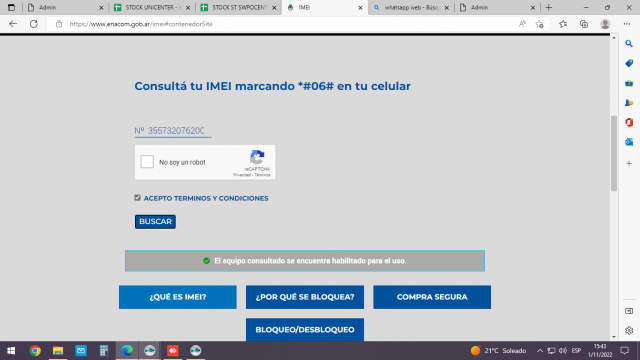 Admin
STOCK UNICENTER -
STOCK ST SWPOCENT
IMEI
whatsapp web - Búsq
Admin
https://www.enacom.gob.ar/imei#contenedorSite
Consultá tu IMEI marcando *#06# en tu celular
Nº 35573207620
No soy un robot
reCAPTCHA
Privacidad - Términos
ACEPTO TERMINOS Y CONDICIONES
BUSCAR
El equipo consultado se encuentra habilitado para el uso.
¿QUÉ ES IMEI?
¿POR QUÉ SE BLOQUEA?
COMPRA SEGURA
BLOQUEO/DESBLOQUEO
21°C Soleado
ESP
15:43
1/11/2022